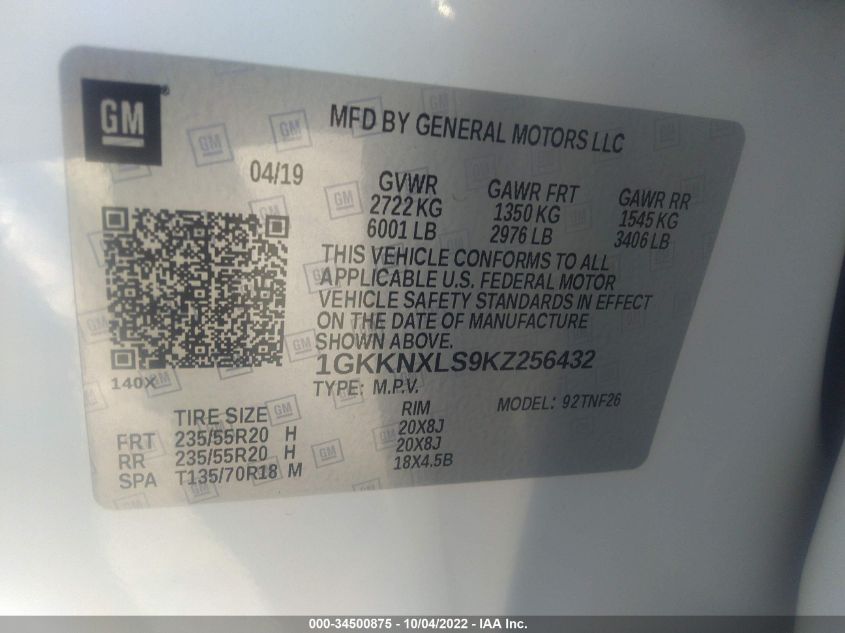 GM
MFD BY GENERAL MOTORS LLC
04/19
GVWR GAWR FRT GAWR RR
2722 KG 1350 KG 1545 KG
6001 LB 2976 LB 3406 LB
THIS VEHICLE CONFORMS TO ALL
APPLICABLE U.S. FEDERAL MOTOR
VEHICLE SAFETY STANDARDS IN EFFECT
ON THE DATE OF MANUFACTURE
SHOWN ABOVE.
1GKKNXLS9KZ256432
140X
TYPE: M.P.V. MODEL: 92TNF26
TIRE SIZE RIM
FRT 235/55R20 H 20X8J
RR 235/55R20 H 20X8J
SPA T135/70R18 M 18X4.5B
000-34500875 - 10/04/2022 - IAA Inc.